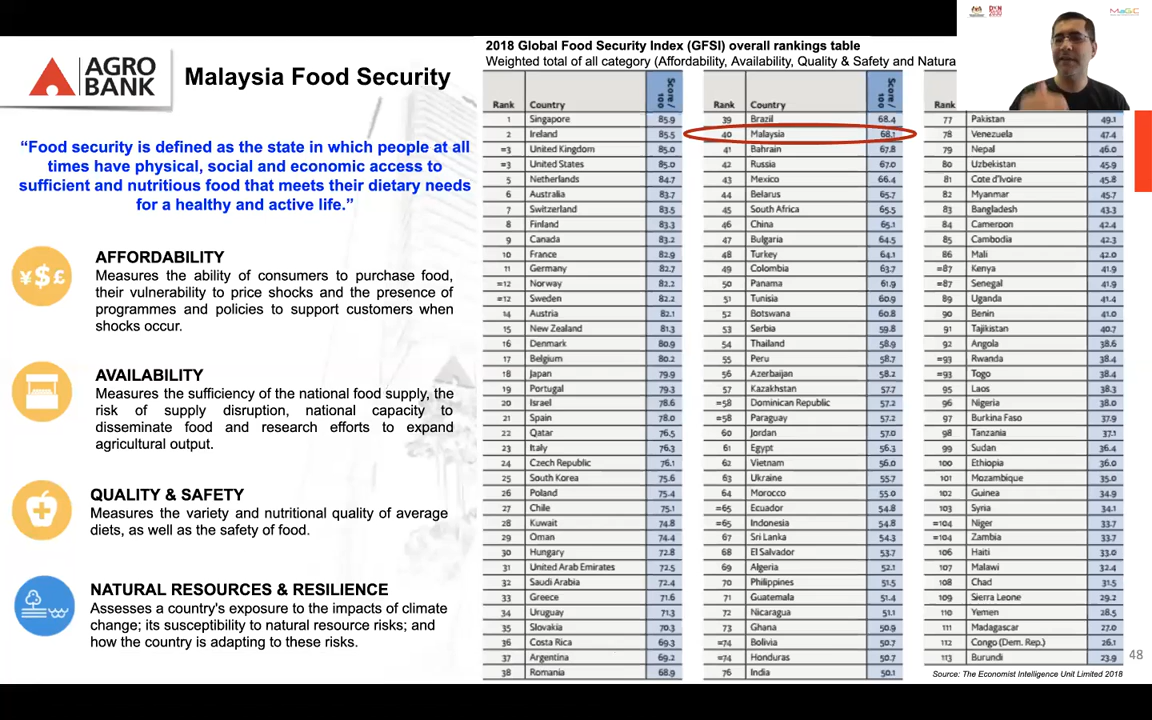 AGRO
BANK
Malaysia Food Security
“Food security is defined as the state in which people at all
times have physical, social and economic access to
sufficient and nutritious food that meets their dietary needs
for a healthy and active life.”
¥$£
AFFORDABILITY
Measures the ability of consumers to purchase food,
their vulnerability to price shocks and the presence of
programmes and policies to support customers when
shocks occur.
AVAILABILITY
Measures the sufficiency of the national food supply, the
risk of supply disruption, national capacity to
disseminate food and research efforts to expand
agricultural output.
QUALITY & SAFETY
Measures the variety and nutritional quality of average
diets, as well as the safety of food.
NATURAL RESOURCES & RESILIENCE
Assesses a country's exposure to the impacts of climate
change; its susceptibility to natural resource risks; and
how the country is adapting to these risks.
2018 Global Food Security Index (GFSI) overall rankings table
Weighted total of all category (Affordability, Availability, Quality & Safety and Natura
Rank Country Score / 100
1 Singapore 85.9
2 Ireland 85.5
=3 United Kingdom 85.0
=3 United States 85.0
5 Netherlands 84.7
6 Australia 83.7
7 Switzerland 83.5
8 Finland 83.3
9 Canada 83.2
10 France 82.9
11 Germany 82.7
=12 Norway 82.2
=12 Sweden 82.2
14 Austria 82.1
15 New Zealand 81.3
16 Denmark 80.9
17 Belgium 80.2
18 Japan 79.9
19 Portugal 79.3
20 Israel 78.6
21 Spain 78.0
22 Qatar 76.5
23 Italy 76.3
24 Czech Republic 76.1
25 South Korea 75.6
26 Poland 75.4
27 Chile 75.1
28 Kuwait 74.8
29 Oman 74.4
30 Hungary 72.8
31 United Arab Emirates 72.5
32 Saudi Arabia 72.4
33 Greece 71.6
34 Uruguay 71.3
35 Slovakia 70.3
36 Costa Rica 69.3
37 Argentina 69.2
38 Romania 68.9
Rank Country Score / 100
39 Brazil 68.4
40 Malaysia 68.1
41 Bahrain 67.8
42 Russia 67.0
43 Mexico 66.4
44 Belarus 65.7
45 South Africa 65.5
46 China 65.1
47 Bulgaria 64.5
48 Turkey 64.1
49 Colombia 63.7
50 Panama 61.9
51 Tunisia 60.9
52 Botswana 60.8
53 Serbia 59.8
54 Thailand 58.9
55 Peru 58.7
56 Azerbaijan 58.2
57 Kazakhstan 57.7
=58 Dominican Republic 57.2
=58 Paraguay 57.2
60 Jordan 57.0
61 Egypt 56.3
62 Vietnam 56.0
63 Ukraine 55.7
64 Morocco 55.0
=65 Ecuador 54.8
=65 Indonesia 54.8
67 Sri Lanka 54.3
68 El Salvador 53.7
69 Algeria 52.1
70 Philippines 51.5
71 Guatemala 51.4
72 Nicaragua 51.1
73 Ghana 50.9
=74 Bolivia 50.7
=74 Honduras 50.7
76 India 50.1
Rank
77 Pakistan 49.1
78 Venezuela 47.4
79 Nepal 46.0
80 Uzbekistan 45.9
81 Cote d'Ivoire 45.8
82 Myanmar 45.7
83 Bangladesh 43.3
84 Cameroon 42.4
85 Cambodia 42.3
86 Mali 42.0
=87 Kenya 41.9
=87 Senegal 41.9
89 Uganda 41.4
90 Benin 41.0
91 Tajikistan 40.7
92 Angola 38.6
=93 Rwanda 38.4
=93 Togo 38.4
95 Laos 38.3
96 Nigeria 38.0
97 Burkina Faso 37.9
98 Tanzania 37.1
99 Sudan 36.4
100 Ethiopia 36.0
101 Mozambique 35.0
102 Guinea 34.9
103 Syria 34.1
=104 Niger 33.7
=104 Zambia 33.7
106 Haiti 33.0
107 Malawi 32.4
108 Chad 31.5
109 Sierra Leone 29.2
110 Yemen 28.5
111 Madagascar 27.0
112 Congo (Dem. Rep.) 26.1
113 Burundi 23.9
Source: The Economist Intelligence Unit Limited 2018
48
MaGIC